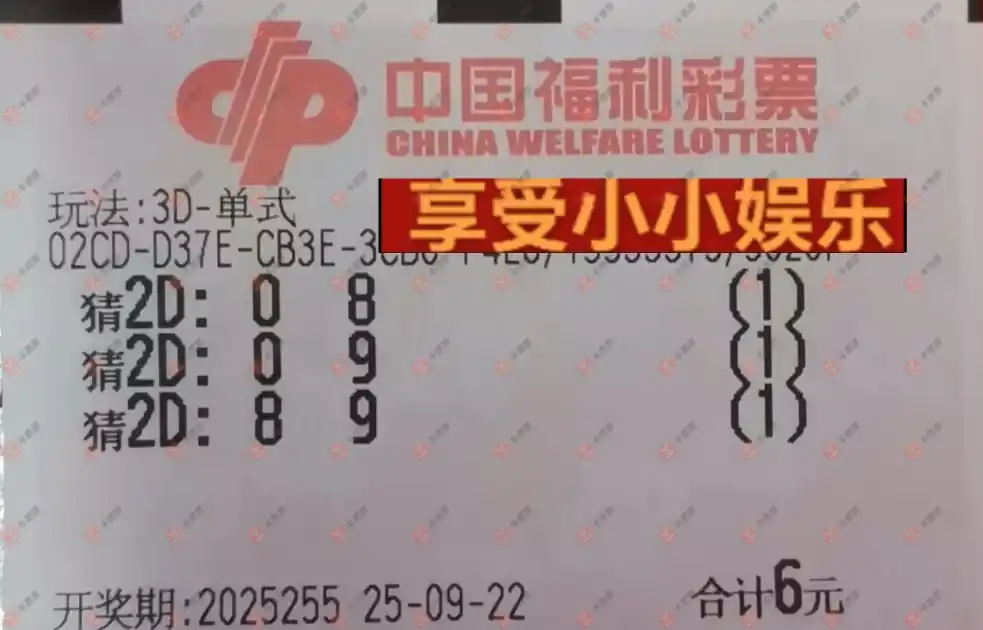 中国福利彩票
CHINA WELFARE LOTTERY
玩法:3D-单式
享受小小娱乐
02CD-D37E-CB3E-
猜2D: 0 8 (1)
猜2D: 0 9 (1)
猜2D: 8 9 (1)
开奖期:2025255 25-09-22 合计6元